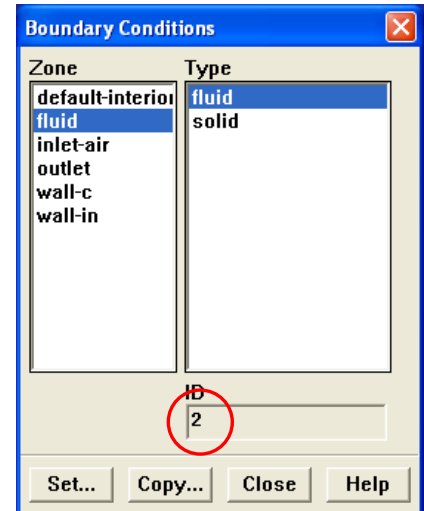 Boundary Conditions
Zone
default-interior
fluid
inlet-air
outlet
wall-c
wall-in
Type
fluid
solid
ID
2
Set... Copy... Close Help